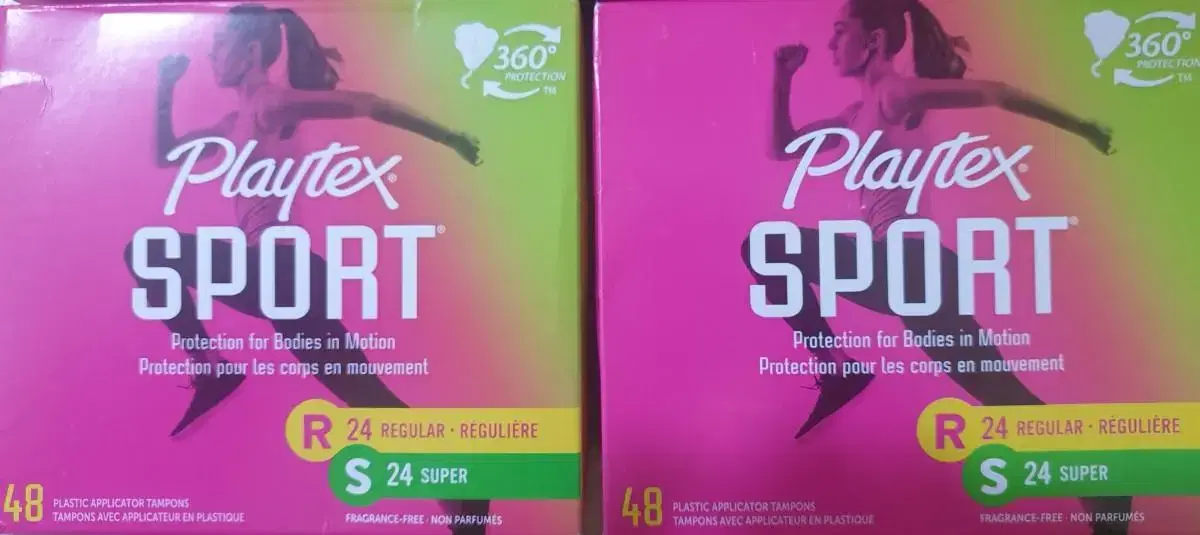 360°
PROTECTION
™
Playtex®
SPORT®
Protection for Bodies in Motion
Protection pour les corps en mouvement
R 24 REGULAR · RÉGULIÈRE
S 24 SUPER
48 PLASTIC APPLICATOR TAMPONS
TAMPONS AVEC APPLICATEUR EN PLASTIQUE
FRAGRANCE-FREE · NON PARFUMÉS
360°
PROTECTION
™
Playtex®
SPORT®
Protection for Bodies in Motion
Protection pour les corps en mouvement
R 24 REGULAR · RÉGULIÈRE
S 24 SUPER
48 PLASTIC APPLICATOR TAMPONS
TAMPONS AVEC APPLICATEUR EN PLASTIQUE
FRAGRANCE-FREE · NON PARFUMÉS